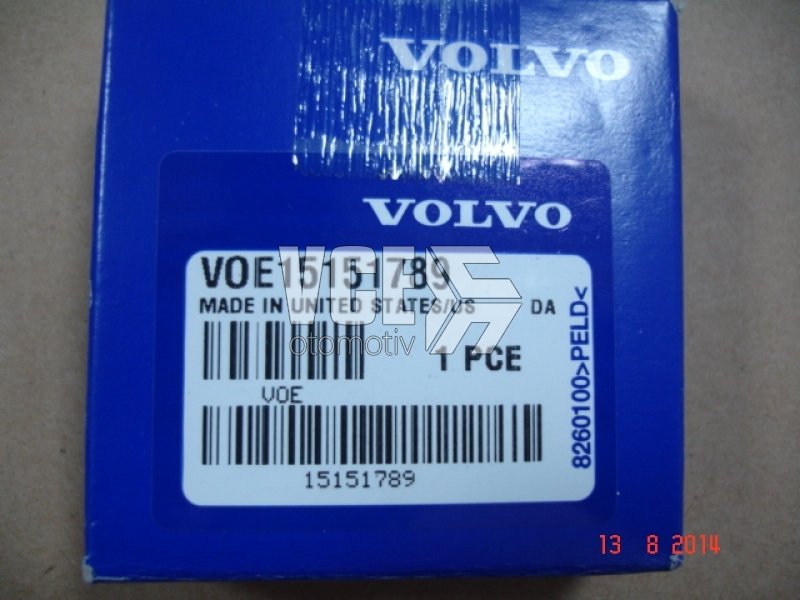 VOLVO
VOLVO
VOE15151789
MADE IN UNITED STATES/US DA
1 PCE
VOE
15151789
8260100>PELD<
VGE
otomotiv
13 8 2014